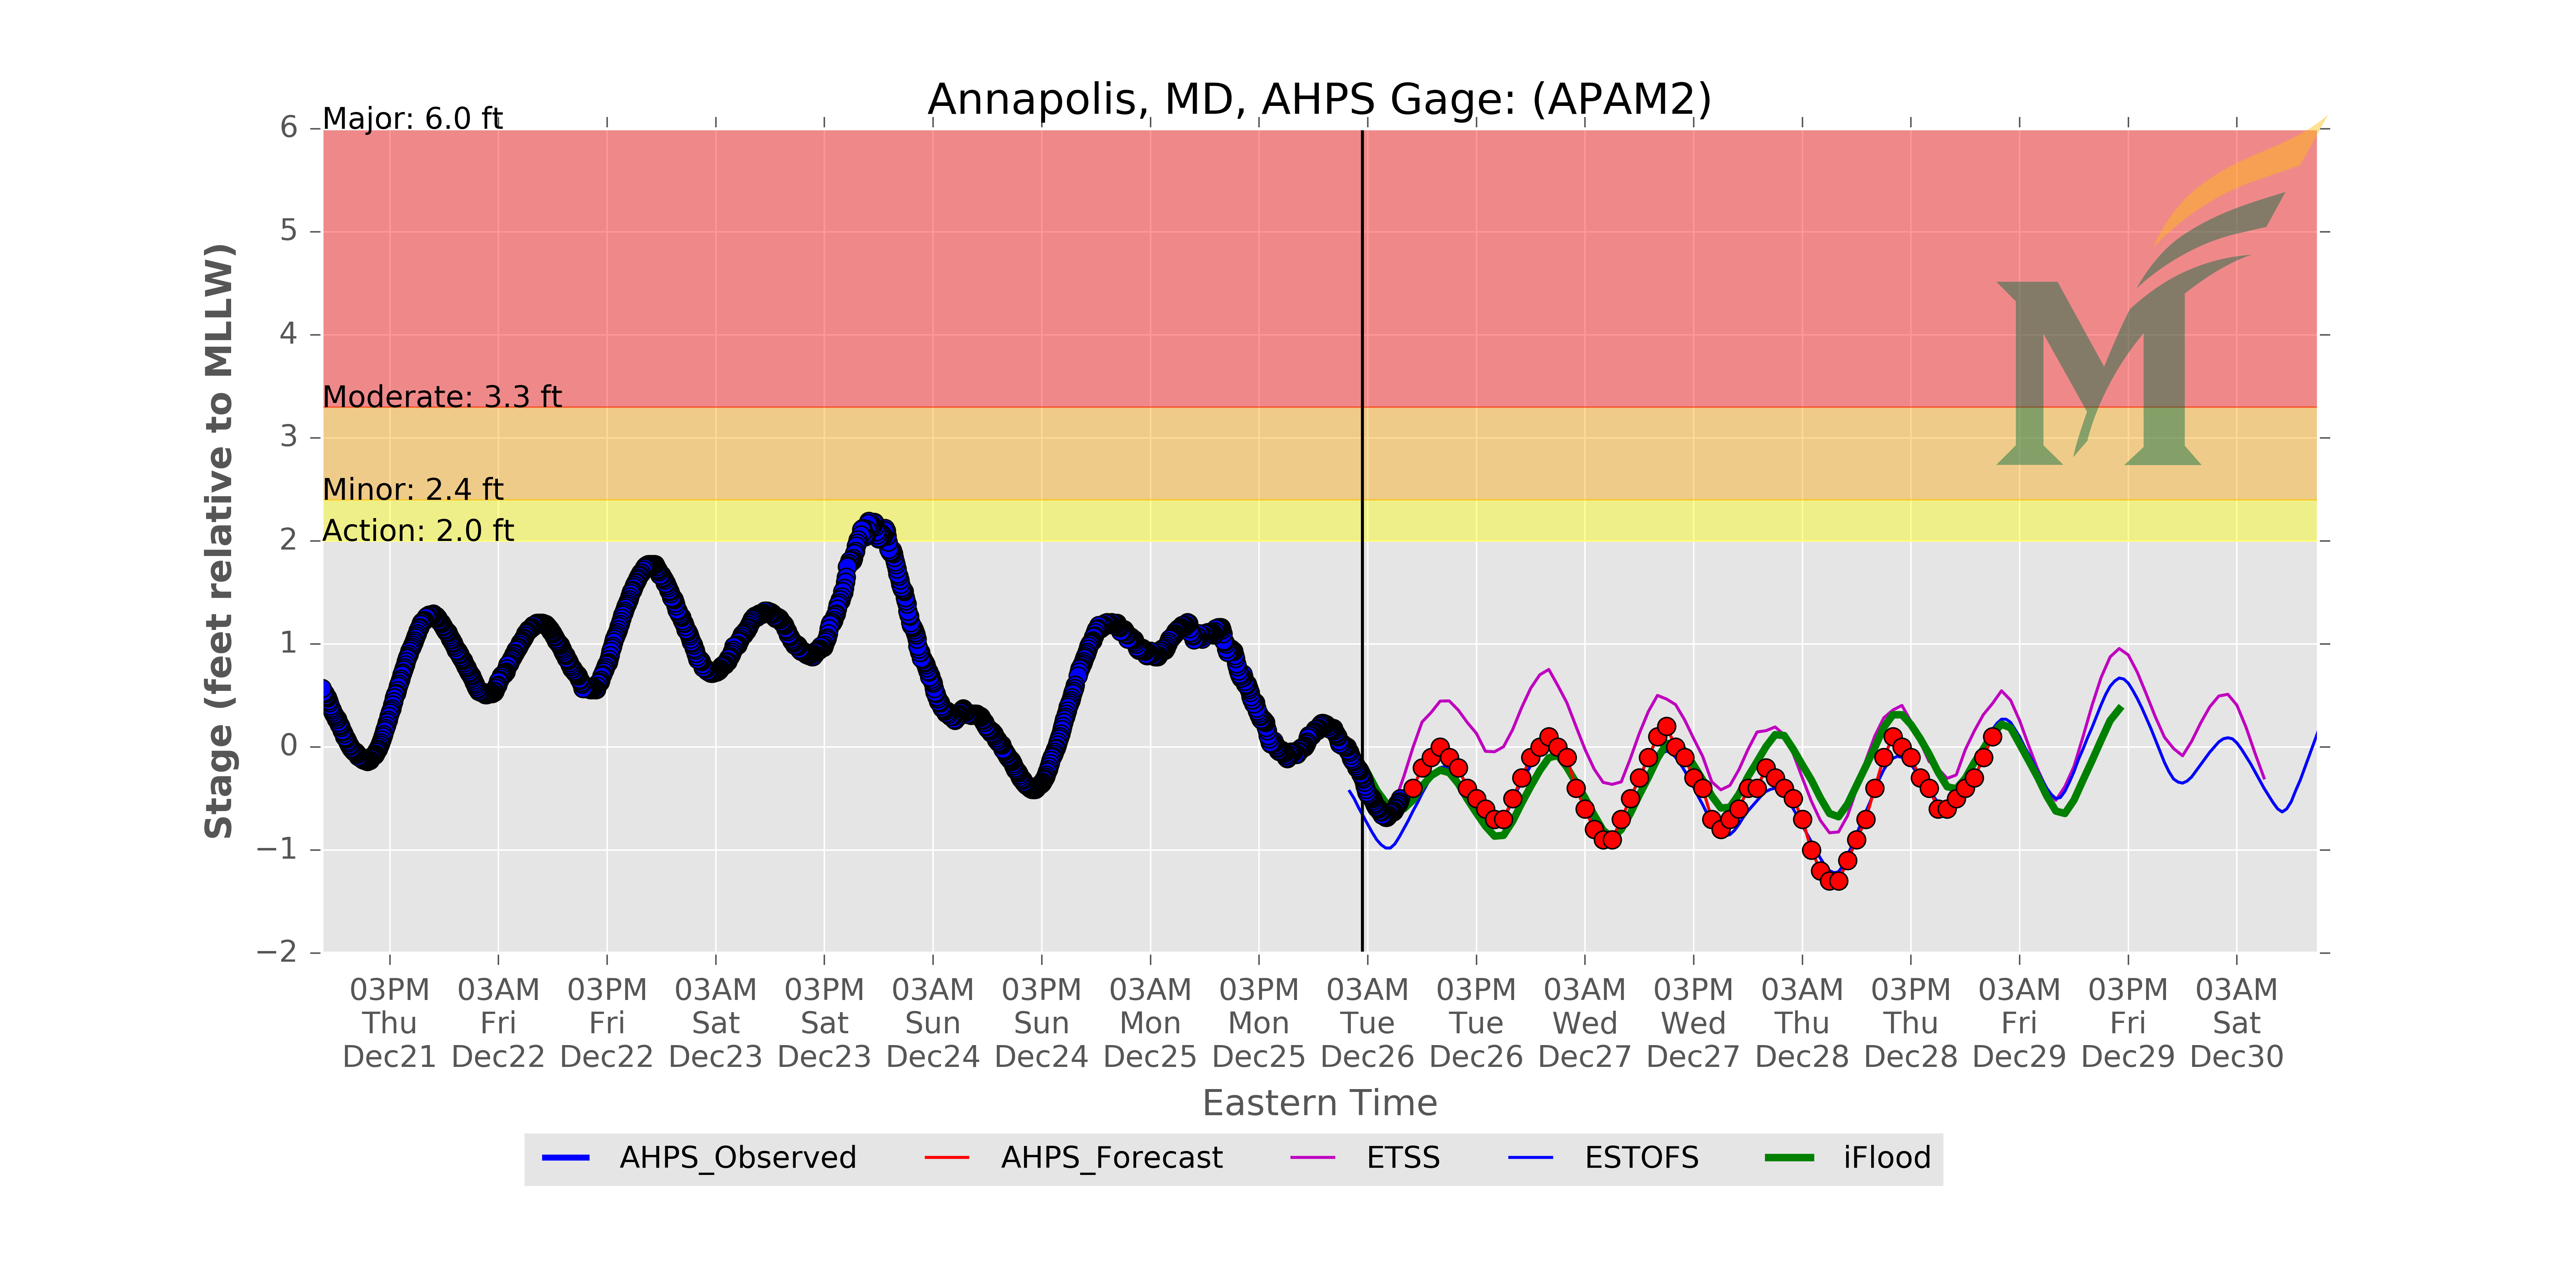 Annapolis, MD, AHPS Gage: (APAM2)
Major: 6.0 ft
Moderate: 3.3 ft
Minor: 2.4 ft
Action: 2.0 ft
Stage (feet relative to MLLW)
6
5
4
3
2
1
0
−1
−2
03PM Thu Dec21
03AM Fri Dec22
03PM Fri Dec22
03AM Sat Dec23
03PM Sat Dec23
03AM Sun Dec24
03PM Sun Dec24
03AM Mon Dec25
03PM Mon Dec25
03AM Tue Dec26
03PM Tue Dec26
03AM Wed Dec27
03PM Wed Dec27
03AM Thu Dec28
03PM Thu Dec28
03AM Fri Dec29
03PM Fri Dec29
03AM Sat Dec30
Eastern Time
AHPS_Observed AHPS_Forecast ETSS ESTOFS iFlood
M